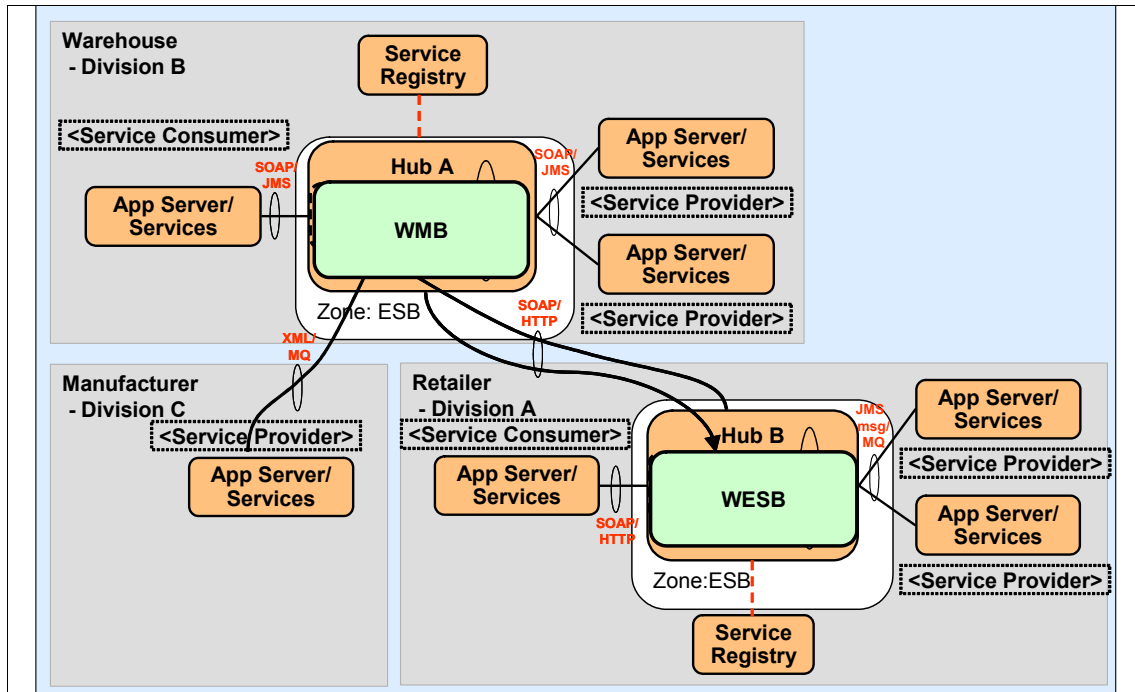 Warehouse
- Division B
Service
Registry
<Service Consumer>
SOAP/
JMS
App Server/
Services
Hub A
WMB
Zone: ESB
SOAP/
JMS
App Server/
Services
<Service Provider>
App Server/
Services
<Service Provider>
XML/
MQ
SOAP/
HTTP
Manufacturer
- Division C
<Service Provider>
App Server/
Services
Retailer
- Division A
<Service Consumer>
App Server/
Services
SOAP/
HTTP
Hub B
WESB
Zone:ESB
JMS
msg/
MQ
App Server/
Services
<Service Provider>
App Server/
Services
<Service Provider>
Service
Registry